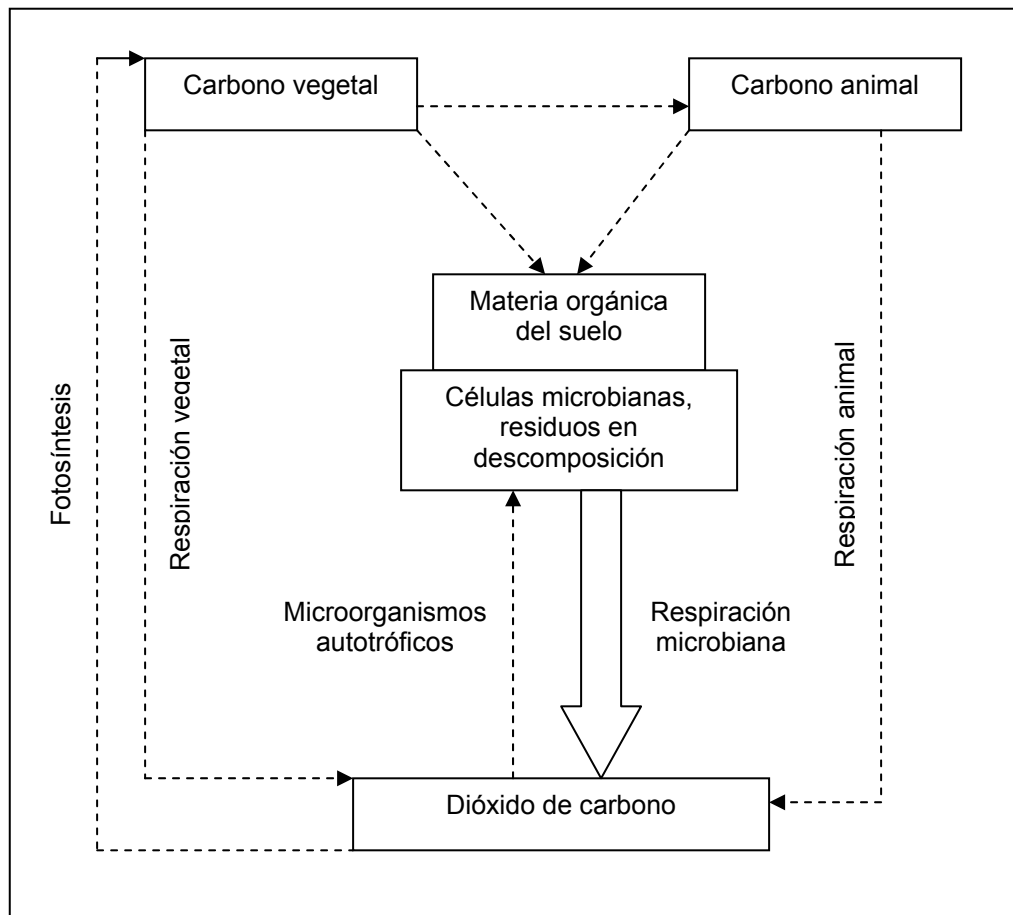 Carbono vegetal
Carbono animal
Materia orgánica
del suelo
Células microbianas,
residuos en
descomposición
Fotosíntesis
Respiración vegetal
Respiración animal
Microorganismos
autotróficos
Respiración
microbiana
Dióxido de carbono